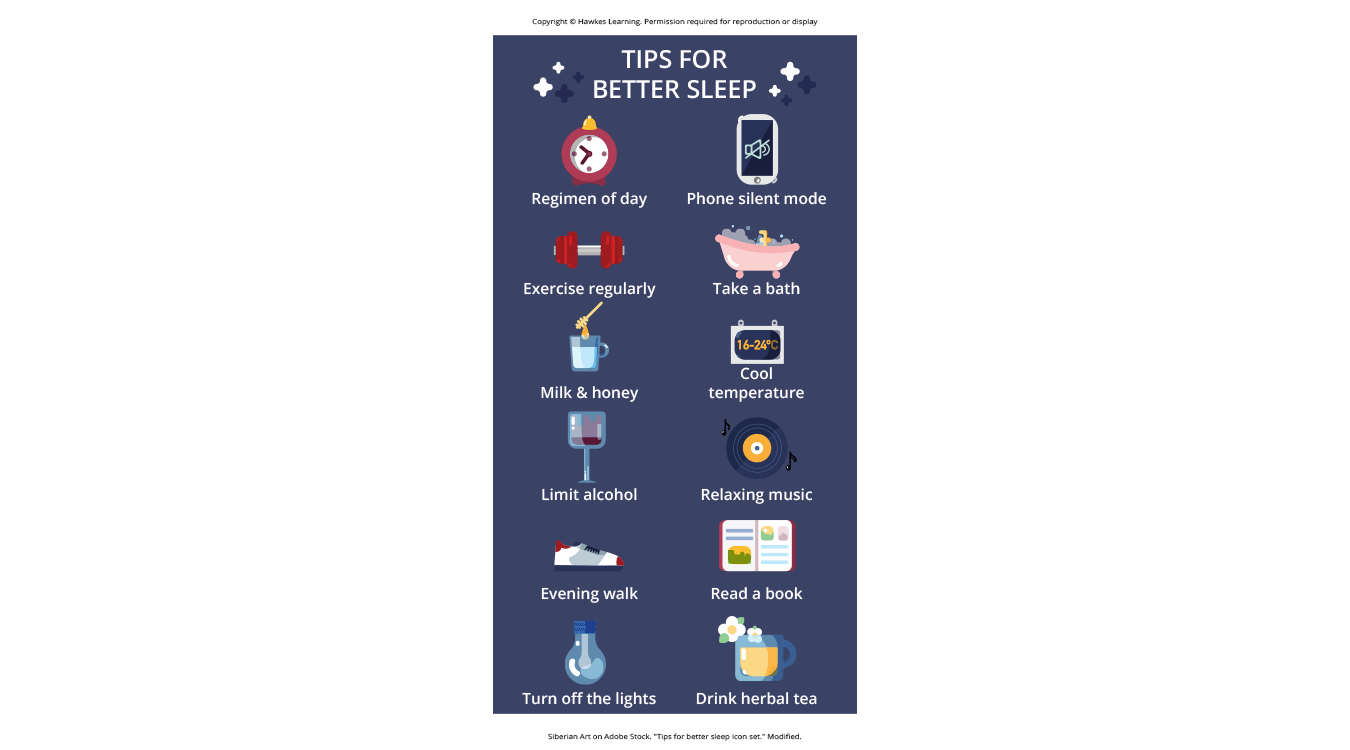 Copyright © Hawkes Learning. Permission required for reproduction or display
TIPS FOR
BETTER SLEEP
Regimen of day
Phone silent mode
Exercise regularly
Take a bath
16-24°C
Milk & honey
Cool
temperature
Limit alcohol
Relaxing music
Evening walk
Read a book
Turn off the lights
Drink herbal tea
Siberian Art on Adobe Stock. "Tips for better sleep icon set." Modified.